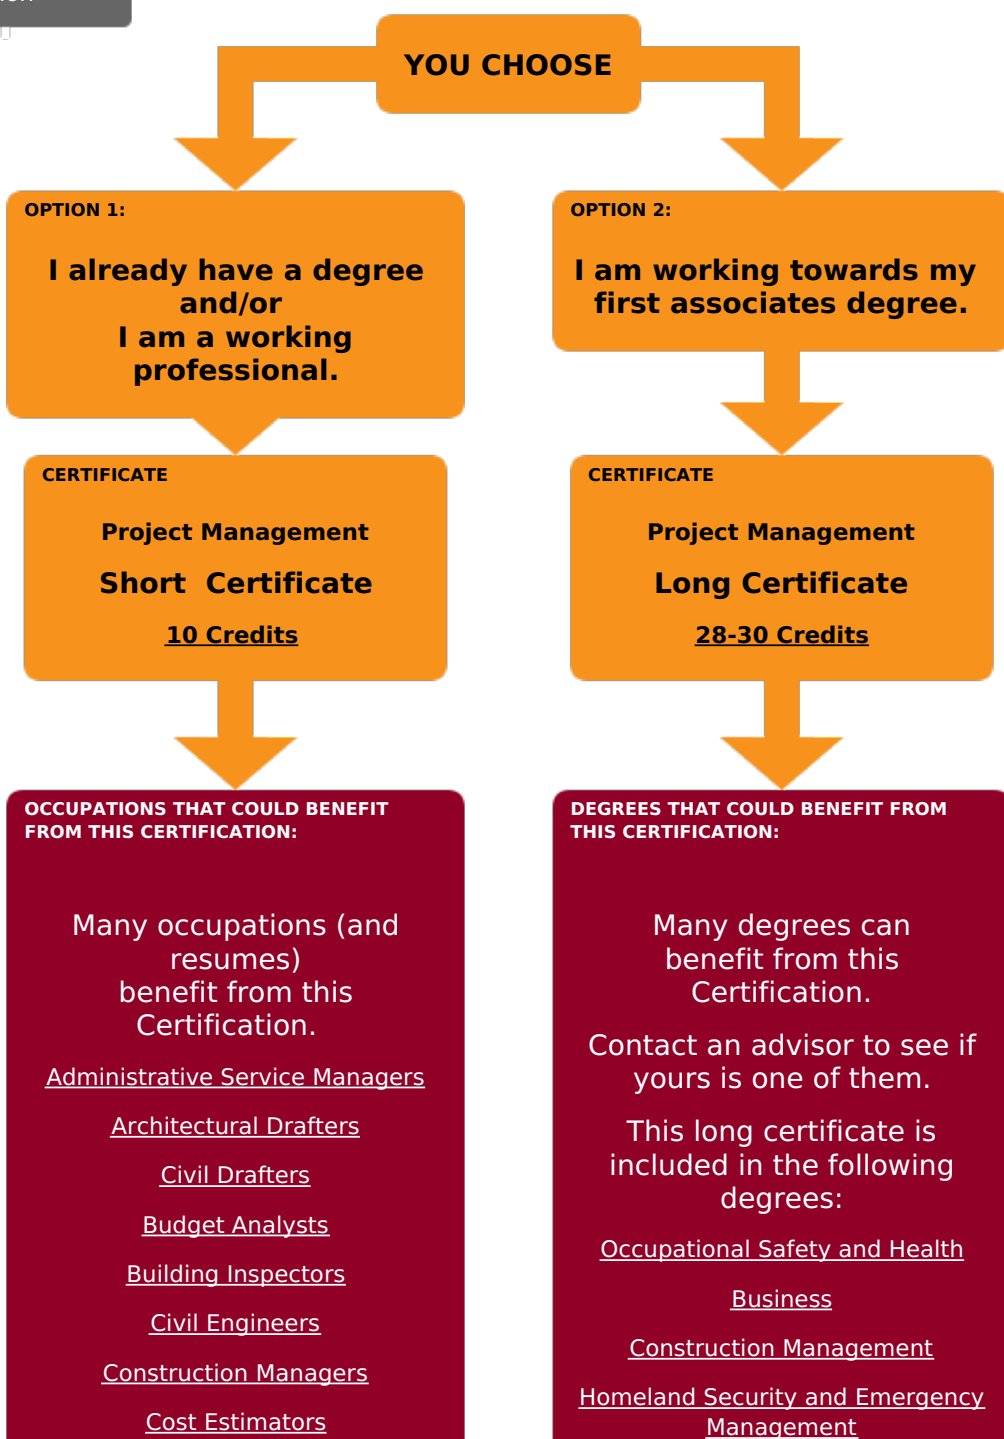 YOU CHOOSE
OPTION 1:
I already have a degree
and/or
I am a working
professional.
CERTIFICATE
Project Management
Short  Certificate
10 Credits
OCCUPATIONS THAT COULD BENEFIT
FROM THIS CERTIFICATION:
Many occupations (and
resumes)
benefit from this
Certification.
Administrative Service Managers
Architectural Drafters
Civil Drafters
Budget Analysts
Building Inspectors
Civil Engineers
Construction Managers
Cost Estimators
OPTION 2:
I am working towards my
first associates degree.
CERTIFICATE
Project Management
Long Certificate
28-30 Credits
DEGREES THAT COULD BENEFIT FROM
THIS CERTIFICATION:
Many degrees can
benefit from this
Certification.
Contact an advisor to see if
yours is one of them.
This long certificate is
included in the following
degrees:
Occupational Safety and Health
Business
Construction Management
Homeland Security and Emergency
Management